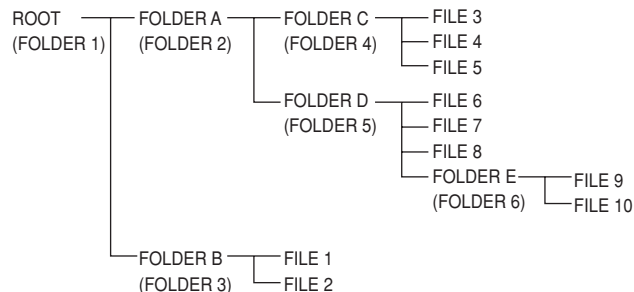 ROOT FOLDER A FOLDER C FILE 3
(FOLDER 1) (FOLDER 2) (FOLDER 4) FILE 4
FILE 5
FOLDER D FILE 6
(FOLDER 5) FILE 7
FILE 8
FOLDER E FILE 9
(FOLDER 6) FILE 10
FOLDER B FILE 1
(FOLDER 3) FILE 2